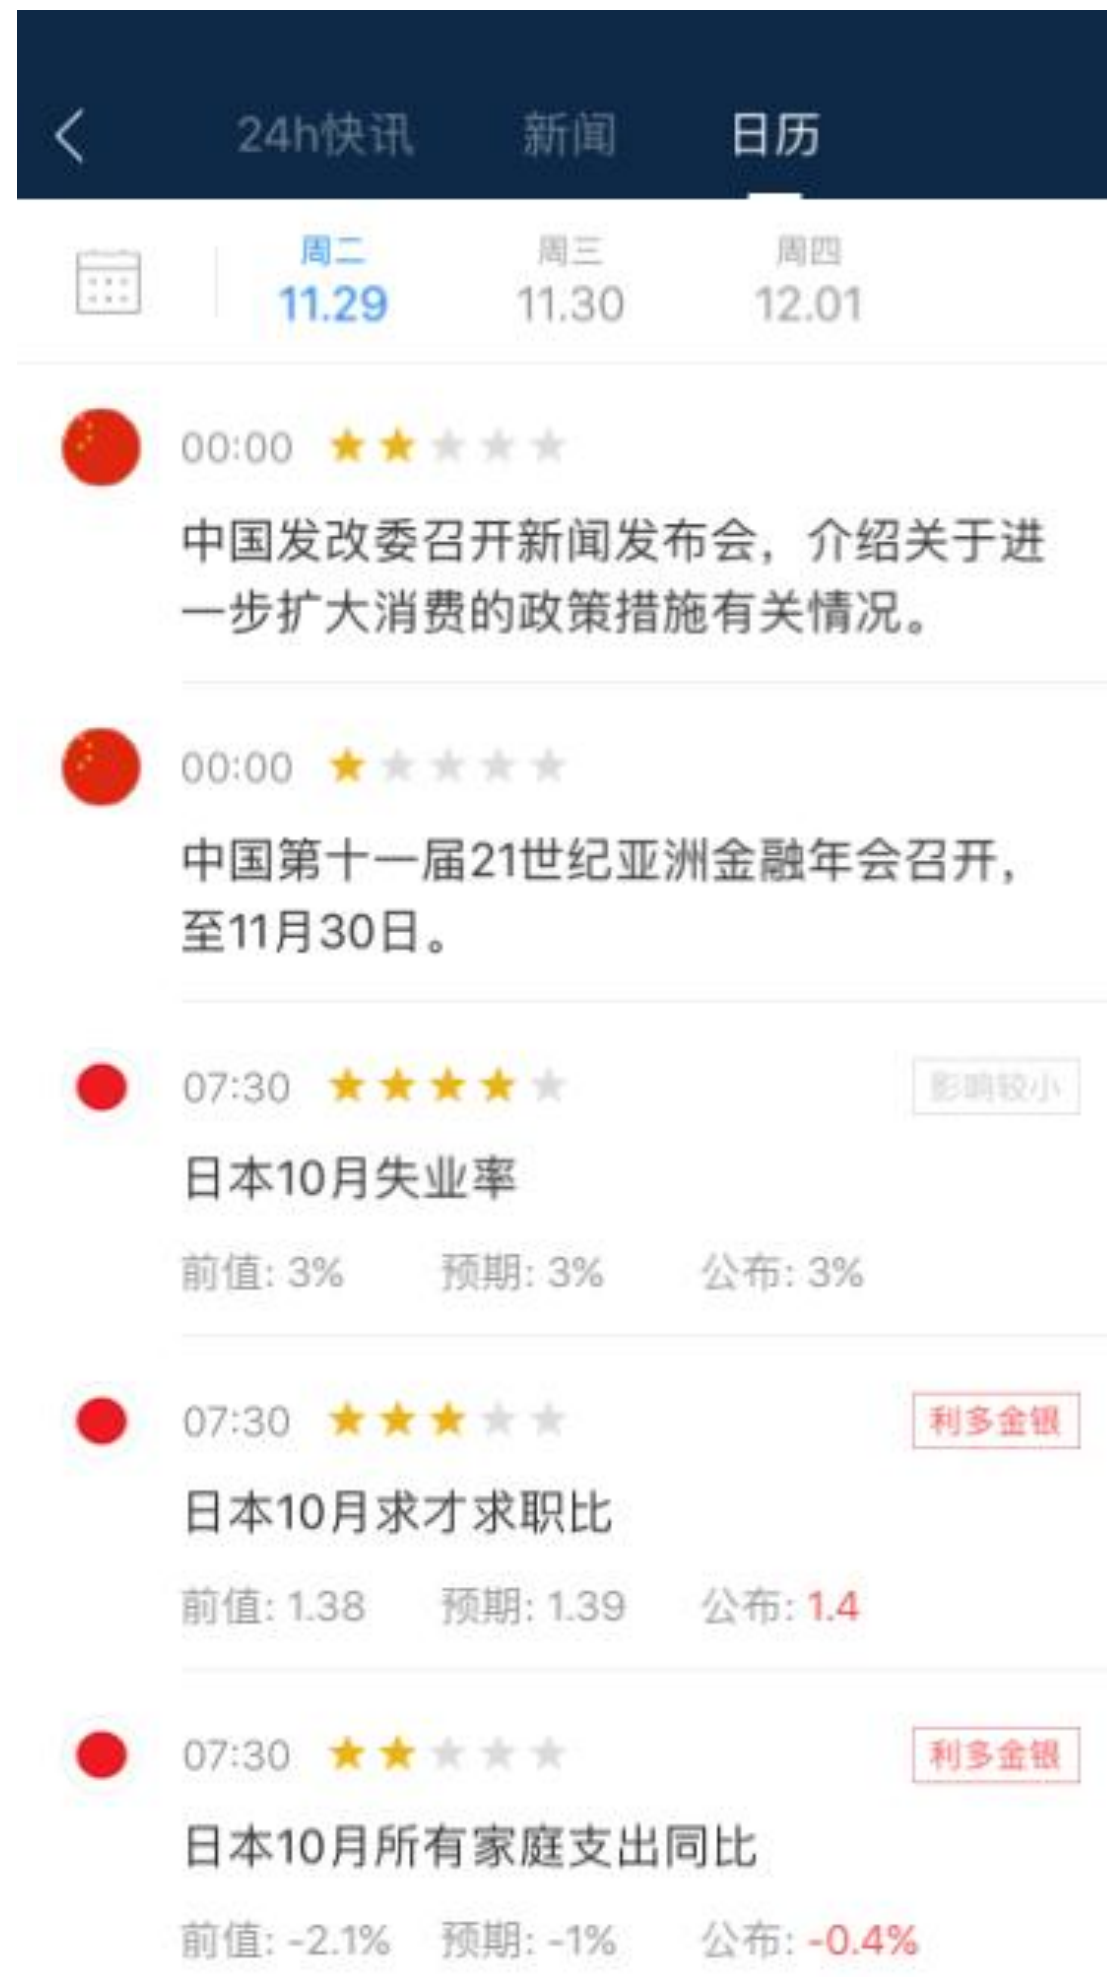 24h快讯 新闻 日历
周二 周三 周四
11.29 11.30 12.01
00:00
中国发改委召开新闻发布会，介绍关于进
一步扩大消费的政策措施有关情况。
00:00
中国第十一届21世纪亚洲金融年会召开，
至11月30日。
07:30 影响较小
日本10月失业率
前值: 3% 预期: 3% 公布: 3%
07:30 利多金银
日本10月求才求职比
前值: 1.38 预期: 1.39 公布: 1.4
07:30 利多金银
日本10月所有家庭支出同比
前值: -2.1% 预期: -1% 公布: -0.4%